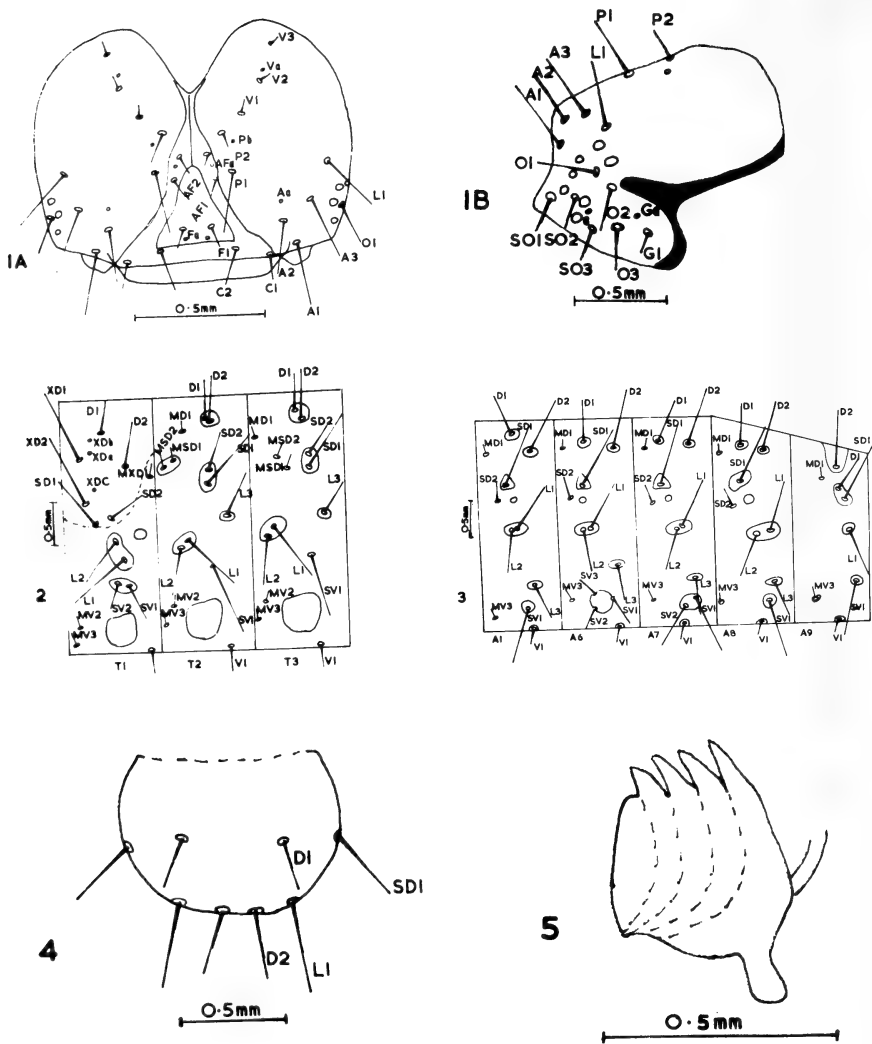 V3
Va
V2
V1
Pb
P2
AFa
P1
AF2
AF1
Aa
L1
Fa
F1
O1
A3
A2
C2
C1
A1
1A
0·5mm
P1
P2
A3
L1
A2
A1
O1
1B
O2
Ga
SO1
SO2
G1
SO3
O3
0·5mm
D1 D2
D1 D2
XD1
D1
D2
MD1
MD1
XD2
XDb
XDa
MSD2
SD2
MSD2
SD2
SD1
MSD1
SD1
MXD1
MSD1
SD1
XDC
SD2
L3
L3
0·5mm
2
L2
L1
L2
L1
L2
L1
SV1
MV2
SV2
SV1
MV2
MV2
MV3
MV3
SV1
MV3
T1
T2
V1
T3
V1
D1
D2
D1
D2
D1
D2
D1
D2
D2
SD1
SD1
MD1
MD1
MD1
MD1
SD1
MD1
D1
SD2
SD2
SD2
SD2
L1
L1
L1
0·5mm
3
L2
L2
L2
L2
L1
SV3
MV3
MV3
MV3
L3
L3
L3
MV3
MV3
SV1
SV1
SV2
SV2
SV1
SV1
SV1
A1
V1
A6
V1
A7
V1
A8
V1
A9
V1
D1
SD1
4
D2
L1
0·5mm
5
0·5mm